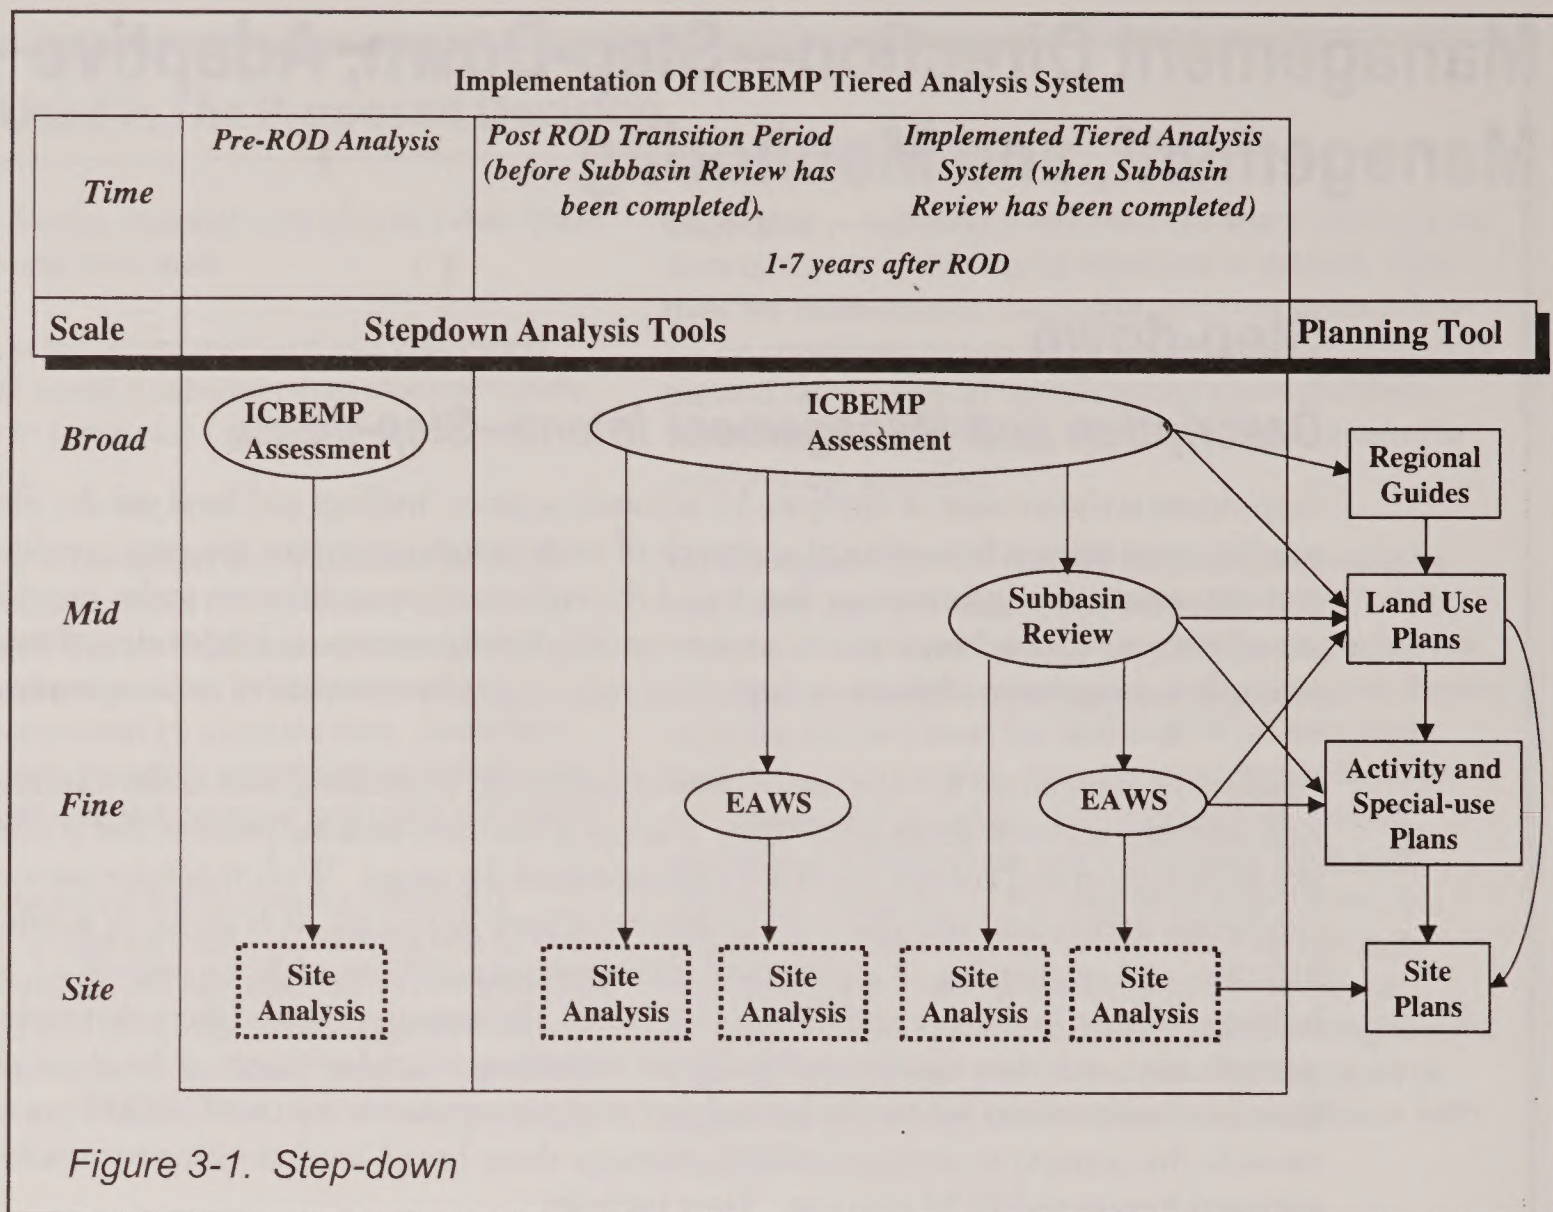 Implementation Of ICBEMP Tiered Analysis System
Time
Pre-ROD Analysis
Post ROD Transition Period
(before Subbasin Review has
been completed).
Implemented Tiered Analysis
System (when Subbasin
Review has been completed)
1-7 years after ROD
Scale
Stepdown Analysis Tools
Planning Tool
Broad
ICBEMP
Assessment
ICBEMP
Assessment
Regional
Guides
Mid
Subbasin
Review
Land Use
Plans
Fine
EAWS
EAWS
Activity and
Special-use
Plans
Site
Site
Analysis
Site
Analysis
Site
Analysis
Site
Analysis
Site
Analysis
Site
Plans
Figure 3-1. Step-down